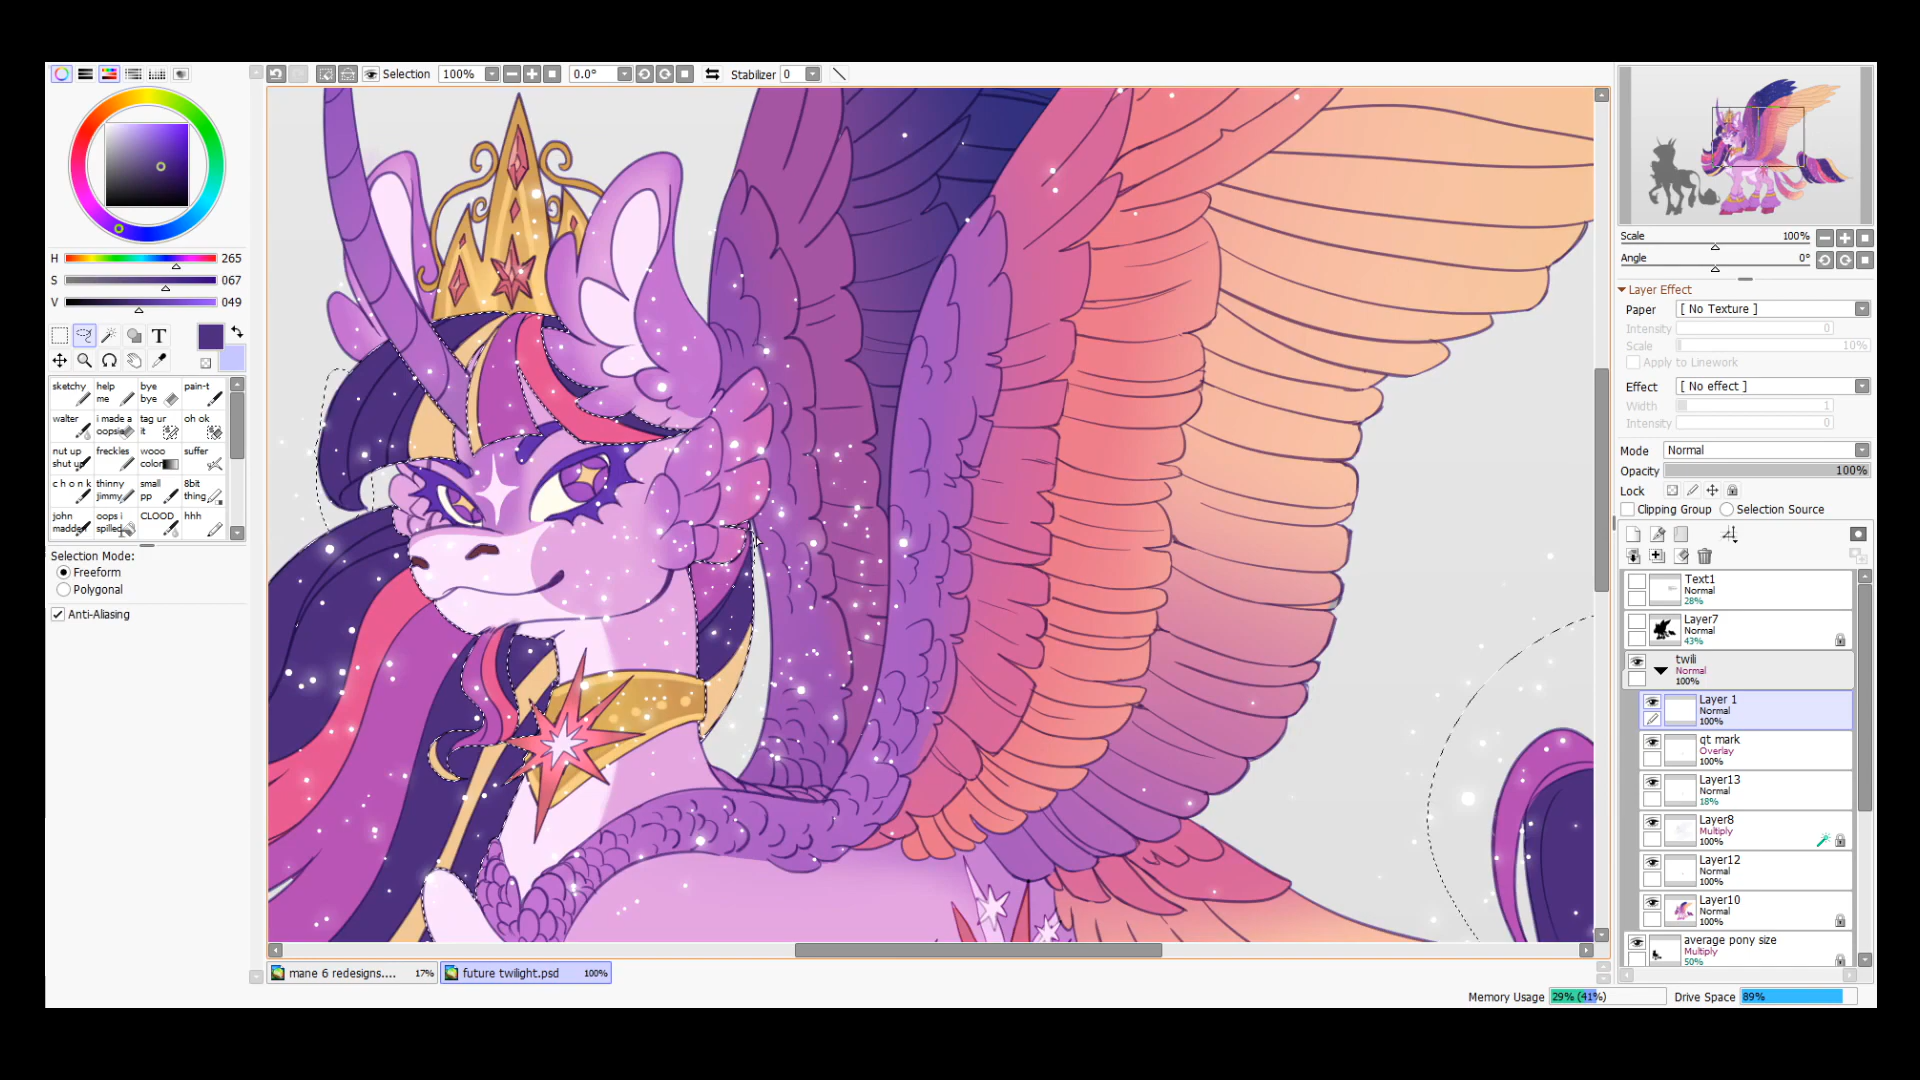 Selection 100% 0.0° Stabilizer 0
H 265
S 067
V 049
T
sketchy help me bye bye pain-t
walter i made a oopsie tag ur it oh ok
nut up shut up freckles wooo color suffer
c h o n k thinny jimmy small pp 8bit thing
john madden oops i spilled CLOOD hhh
Selection Mode:
Freeform
Polygonal
Anti-Aliasing
Scale 100%
Angle 0°
Layer Effect
Paper [ No Texture ]
Intensity 0
Scale 10%
Apply to Linework
Effect [ No effect ]
Width 1
Intensity 0
Mode Normal
Opacity 100%
Lock
Clipping Group Selection Source
Text1
Normal
28%
Layer7
Normal
43%
twili
Normal
100%
Layer 1
Normal
100%
qt mark
Overlay
100%
Layer13
Normal
18%
Layer8
Multiply
100%
Layer12
Normal
100%
Layer10
Normal
100%
average pony size
Multiply
50%
mane 6 redesigns.... 17% future twilight.psd 100%
Memory Usage 29% (41%) Drive Space 89%